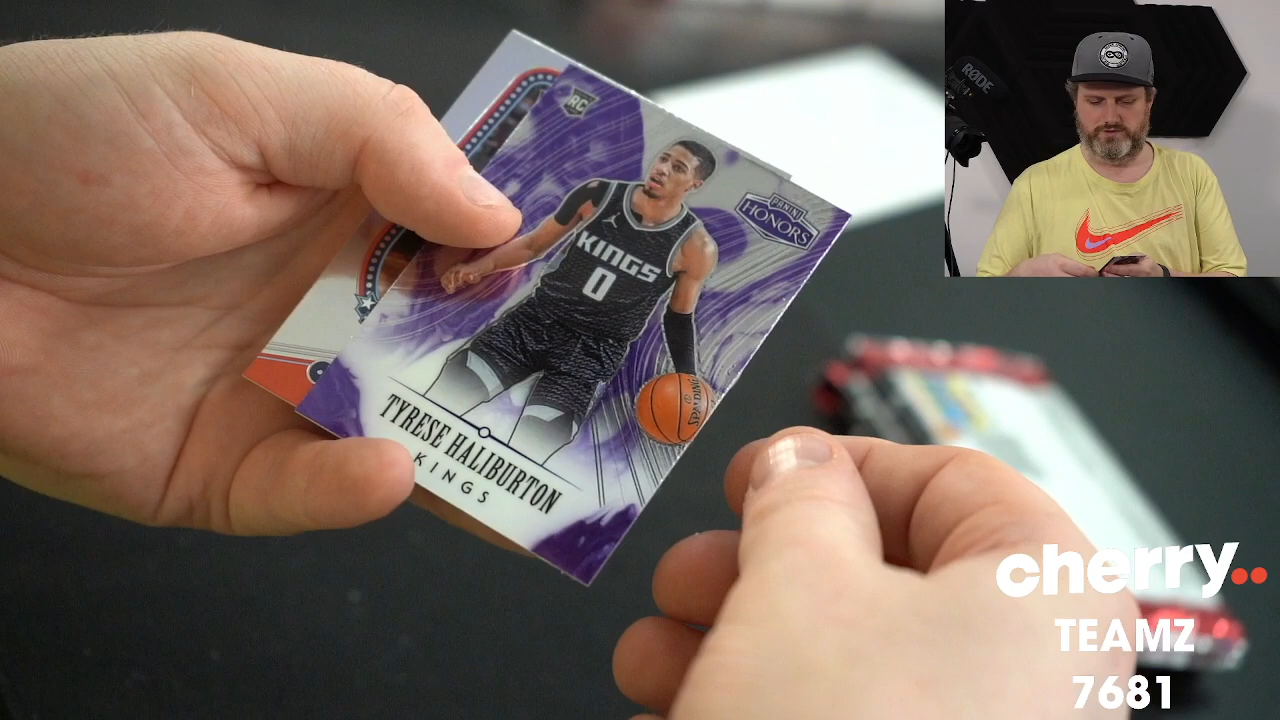 RØDE
RC
PANINI
HONORS
KINGS
0
SPALDING
TYRESE HALIBURTON
KINGS
cherry..
TEAMZ
7681